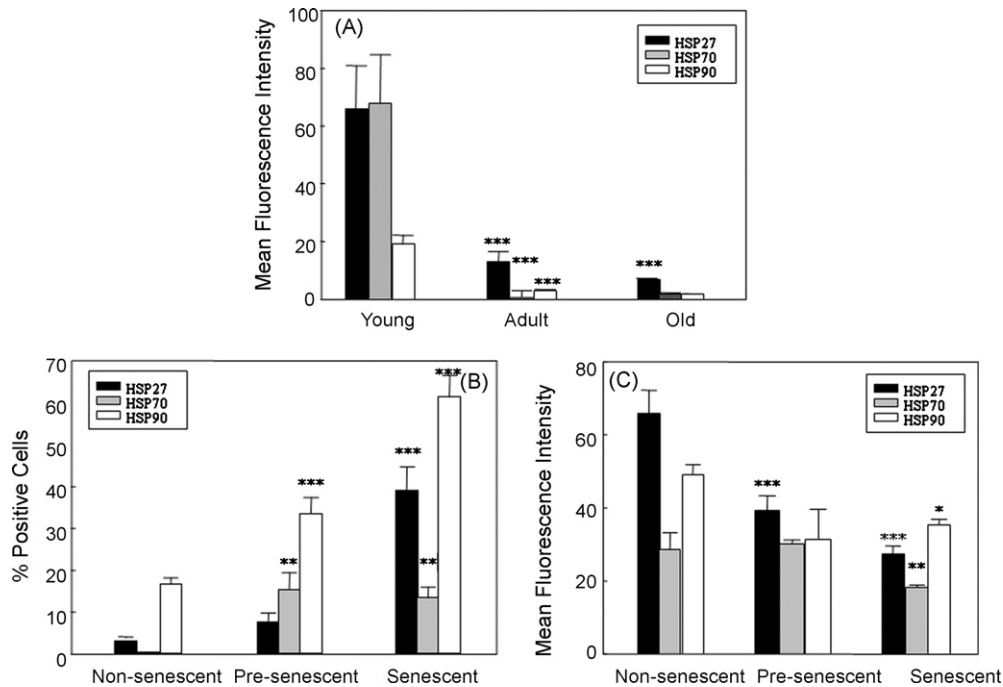 (A)
Mean Fluorescence Intensity
100
80
60
40
20
0
HSP27
HSP70
HSP90
***
***
***
***
Young Adult Old
(B)
% Positive Cells
70
60
50
40
30
20
10
0
HSP27
HSP70
HSP90
**
***
***
**
***
Non-senescent Pre-senescent Senescent
(C)
Mean Fluorescence Intensity
80
60
40
20
0
HSP27
HSP70
HSP90
***
***
**
*
Non-senescent Pre-senescent Senescent